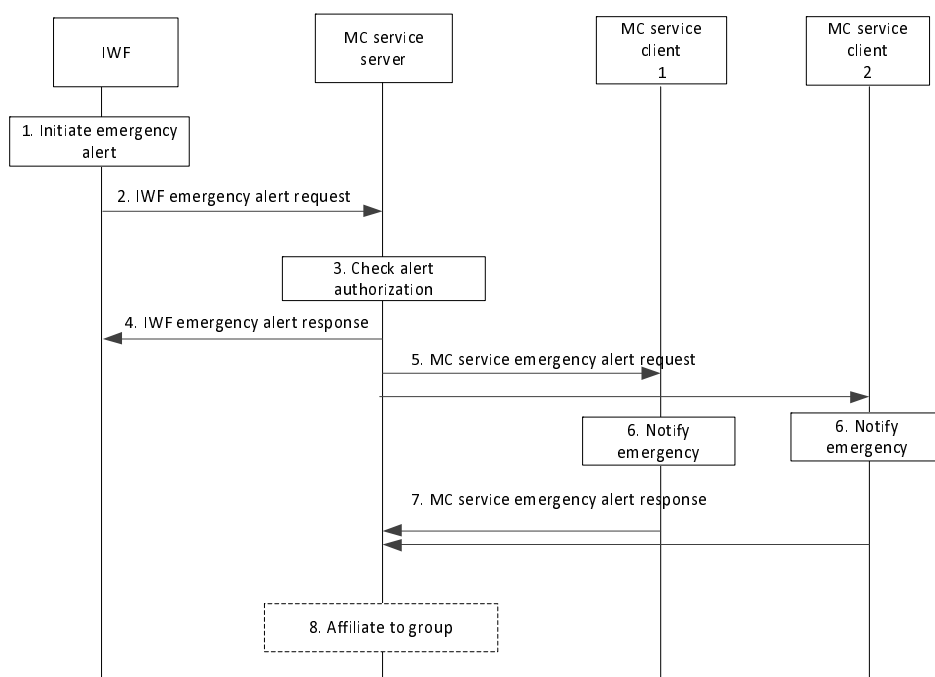 IWF
MC service
server
MC service
client
1
MC service
client
2
1. Initiate emergency
alert
2. IWF emergency alert request
3. Check alert
authorization
4. IWF emergency alert response
5. MC service emergency alert request
6. Notify
emergency
6. Notify
emergency
7. MC service emergency alert response
8. Affiliate to group